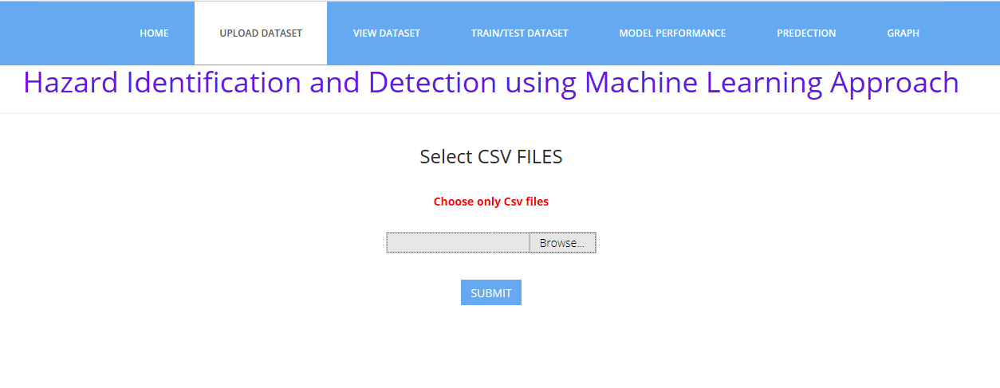 HOME UPLOAD DATASET VIEW DATASET TRAIN/TEST DATASET MODEL PERFORMANCE PREDECTION GRAPH
Hazard Identification and Detection using Machine Learning Approach
Select CSV FILES
Choose only Csv files
Browse...
SUBMIT